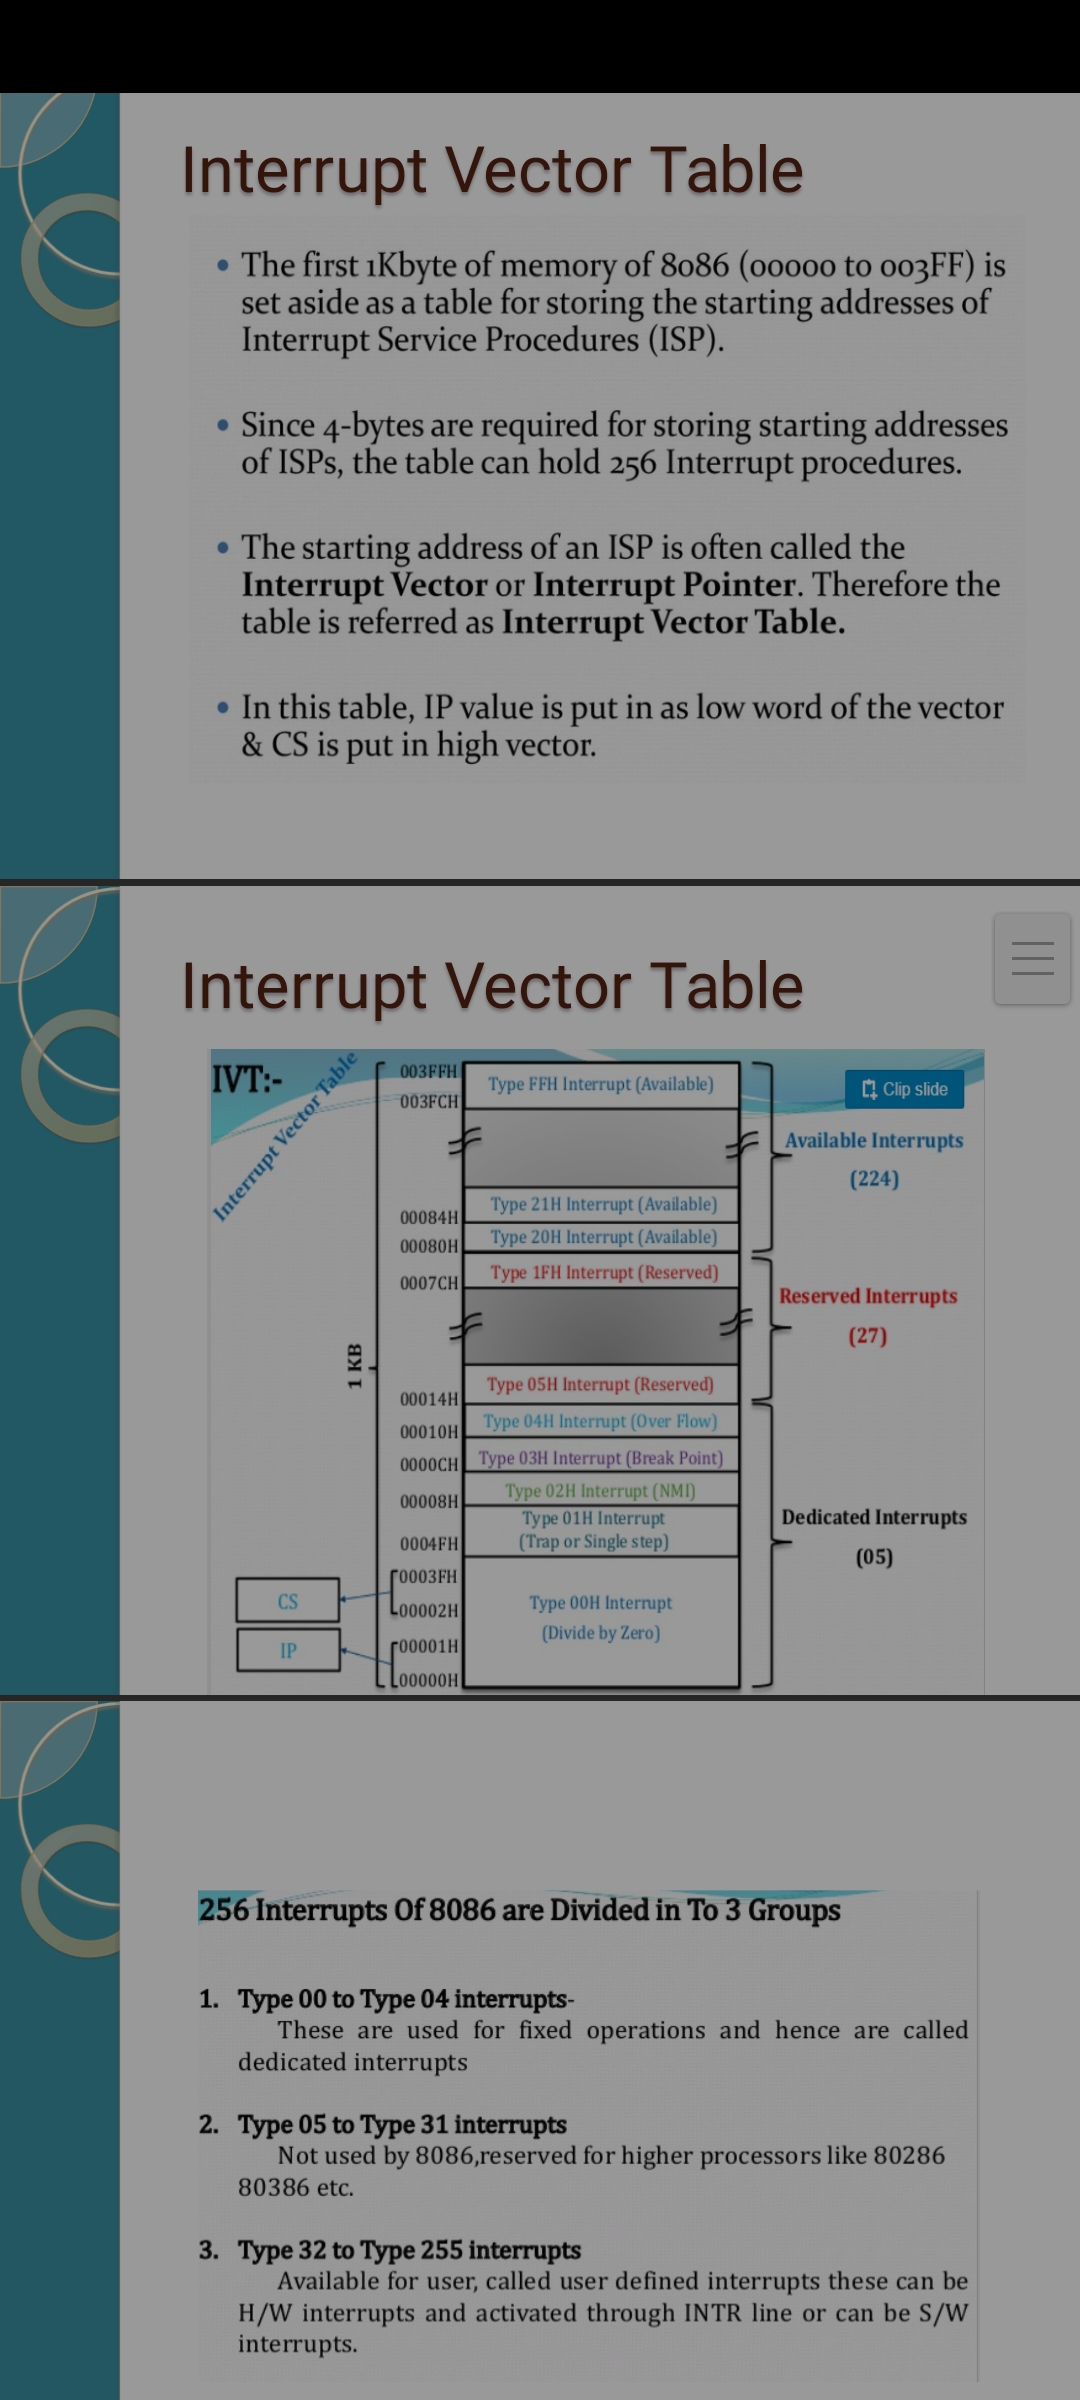 Interrupt Vector Table
• The first 1Kbyte of memory of 8086 (00000 to 003FF) is
set aside as a table for storing the starting addresses of
Interrupt Service Procedures (ISP).
• Since 4-bytes are required for storing starting addresses
of ISPs, the table can hold 256 Interrupt procedures.
• The starting address of an ISP is often called the
Interrupt Vector or Interrupt Pointer. Therefore the
table is referred as Interrupt Vector Table.
• In this table, IP value is put in as low word of the vector
& CS is put in high vector.
Interrupt Vector Table
IVT:-
Interrupt Vector Table
Clip slide
1 KB
003FFH
Type FFH Interrupt (Available)
003FCH
Available Interrupts
(224)
Type 21H Interrupt (Available)
00084H
Type 20H Interrupt (Available)
00080H
Type 1FH Interrupt (Reserved)
0007CH
Reserved Interrupts
(27)
Type 05H Interrupt (Reserved)
00014H
Type 04H Interrupt (Over Flow)
00010H
Type 03H Interrupt (Break Point)
0000CH
Type 02H Interrupt (NMI)
00008H
Type 01H Interrupt
(Trap or Single step)
0004FH
Dedicated Interrupts
(05)
0003FH
CS
00002H
Type 00H Interrupt
(Divide by Zero)
00001H
IP
00000H
256 Interrupts Of 8086 are Divided in To 3 Groups
1. Type 00 to Type 04 interrupts-
These are used for fixed operations and hence are called
dedicated interrupts
2. Type 05 to Type 31 interrupts
Not used by 8086,reserved for higher processors like 80286
80386 etc.
3. Type 32 to Type 255 interrupts
Available for user, called user defined interrupts these can be
H/W interrupts and activated through INTR line or can be S/W
interrupts.